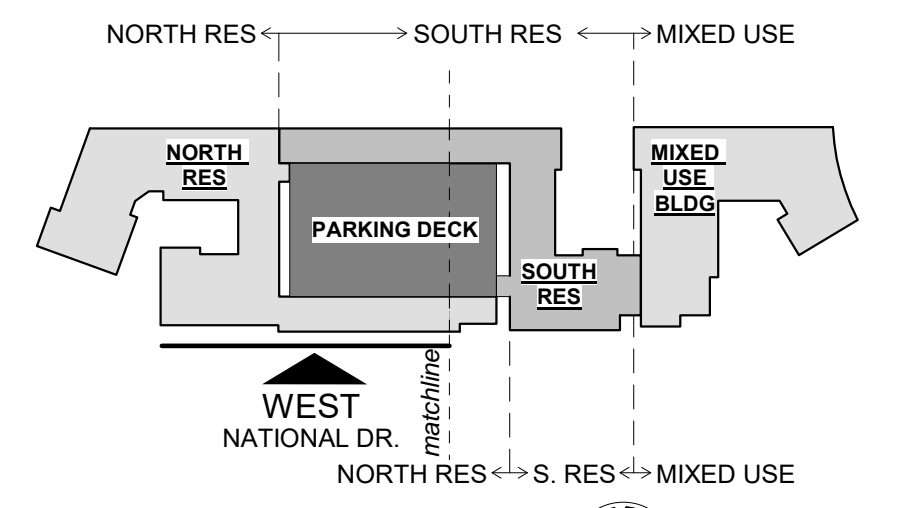 NORTH RES
SOUTH RES
MIXED USE
NORTH
RES
MIXED
USE
BLDG
PARKING DECK
SOUTH
RES
matchline
WEST
NATIONAL DR.
NORTH RES
S. RES
MIXED USE